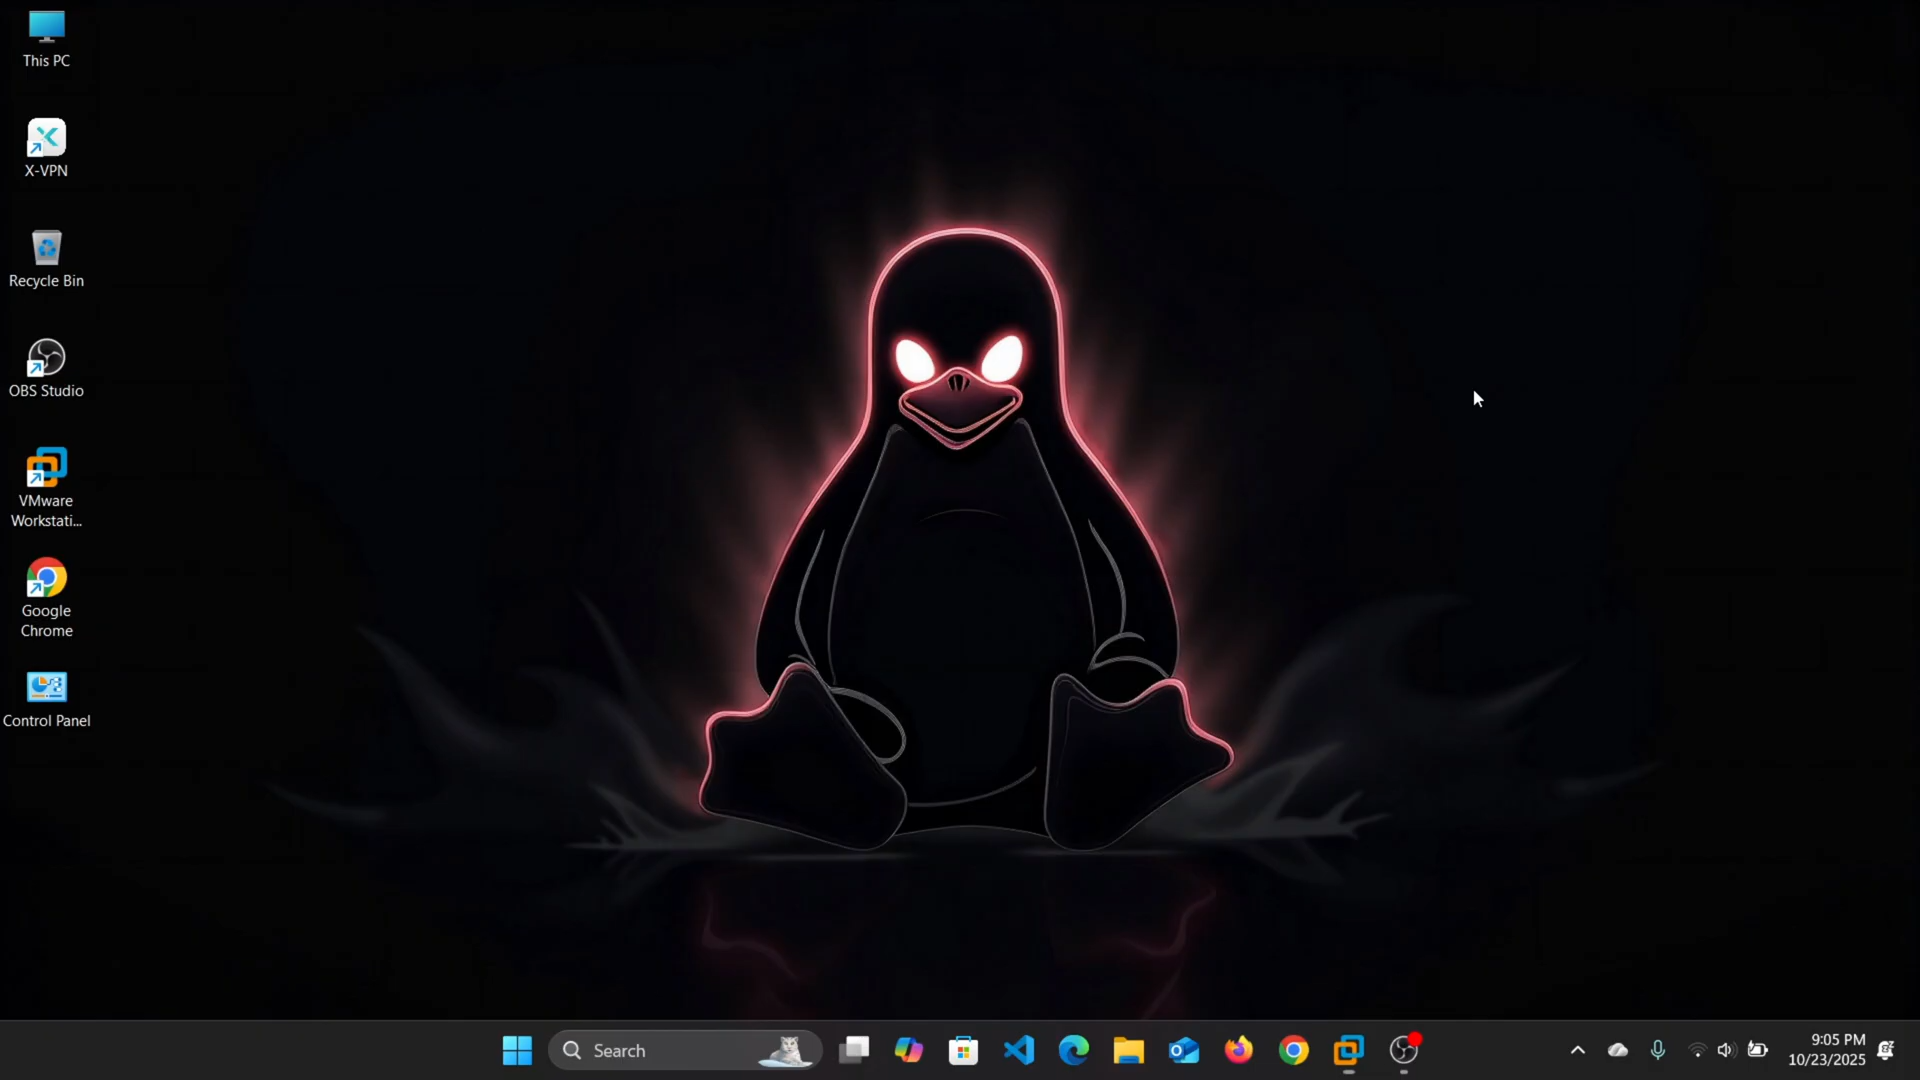 This PC
X-VPN
Recycle Bin
OBS Studio
VMware
Workstati...
Google
Chrome
Control Panel
Search
9:05 PM
10/23/2025